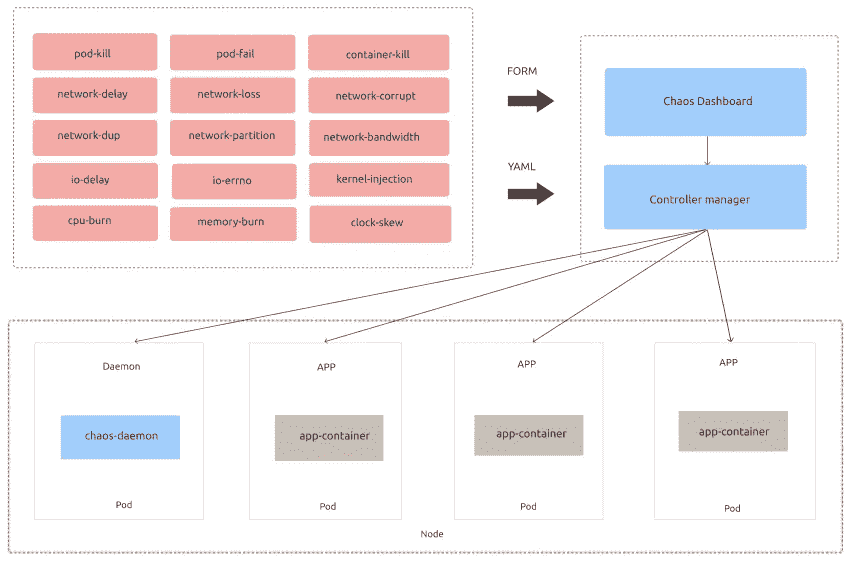 pod-kill
pod-fail
container-kill
network-delay
network-loss
network-corrupt
network-dup
network-partition
network-bandwidth
io-delay
io-errno
kernel-injection
cpu-burn
memory-burn
clock-skew
FORM
YAML
Chaos Dashboard
Controller manager
Daemon
chaos-daemon
Pod
APP
app-container
Pod
APP
app-container
Pod
APP
app-container
Pod
Node